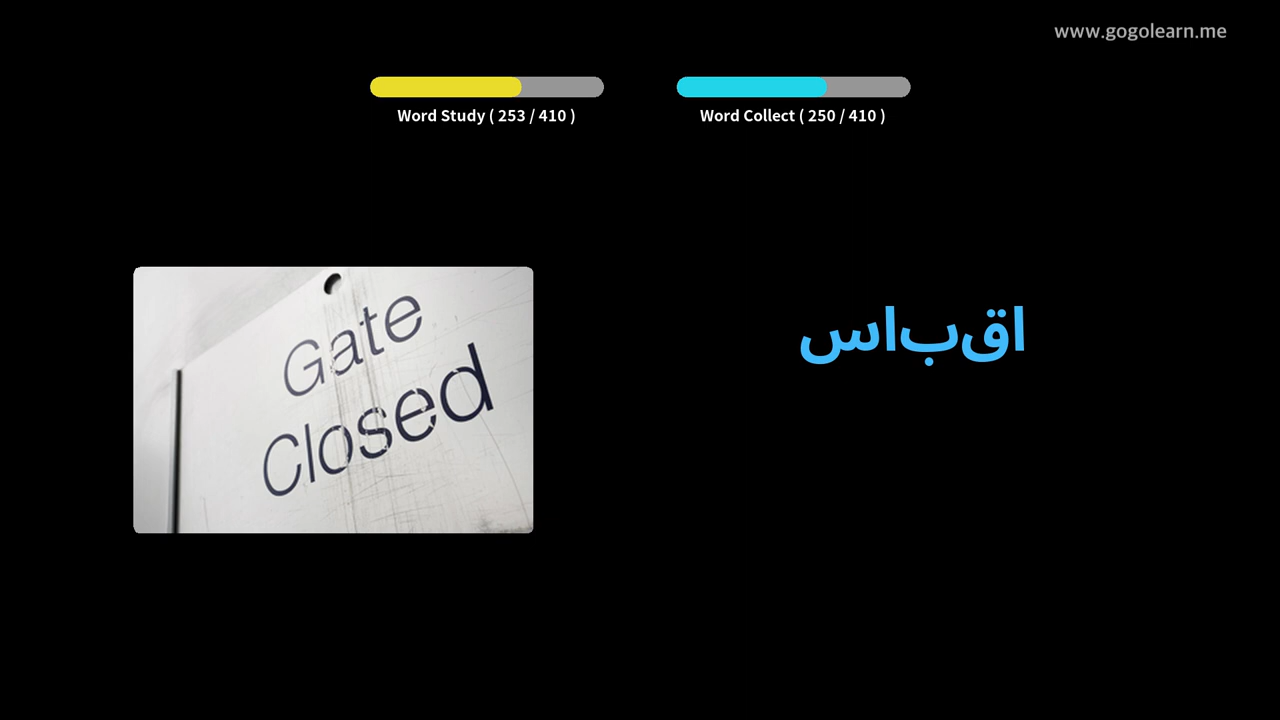 www.gogolearn.me
Word Study ( 253 / 410 )
Word Collect ( 250 / 410 )
Gate
Closed
اق‌ب‌اس